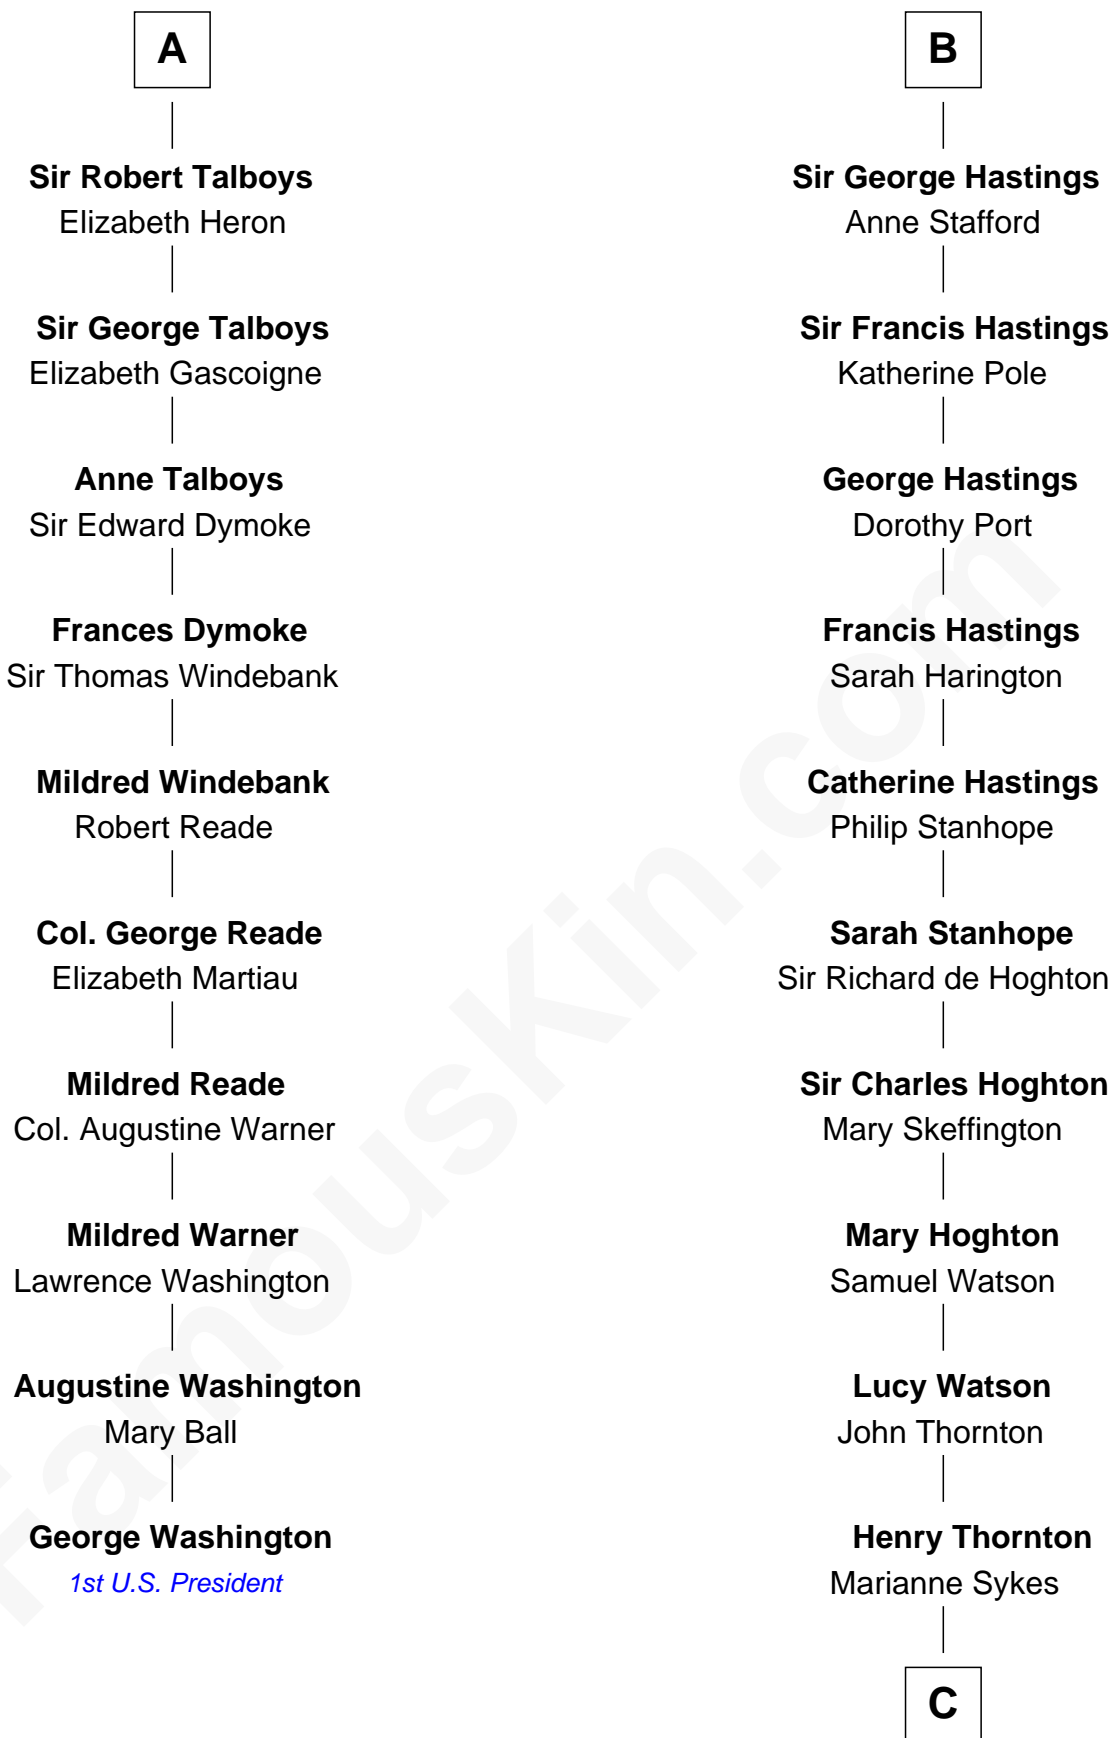 A
Sir Robert Talboys
Elizabeth Heron
Sir George Talboys
Elizabeth Gascoigne
Anne Talboys
Sir Edward Dymoke
Frances Dymoke
Sir Thomas Windebank
Mildred Windebank
Robert Reade
Col. George Reade
Elizabeth Martiau
Mildred Reade
Col. Augustine Warner
Mildred Warner
Lawrence Washington
Augustine Washington
Mary Ball
George Washington
1st U.S. President
B
Sir George Hastings
Anne Stafford
Sir Francis Hastings
Katherine Pole
George Hastings
Dorothy Port
Francis Hastings
Sarah Harington
Catherine Hastings
Philip Stanhope
Sarah Stanhope
Sir Richard de Hoghton
Sir Charles Hoghton
Mary Skeffington
Mary Hoghton
Samuel Watson
Lucy Watson
John Thornton
Henry Thornton
Marianne Sykes
C
FamousKin.com